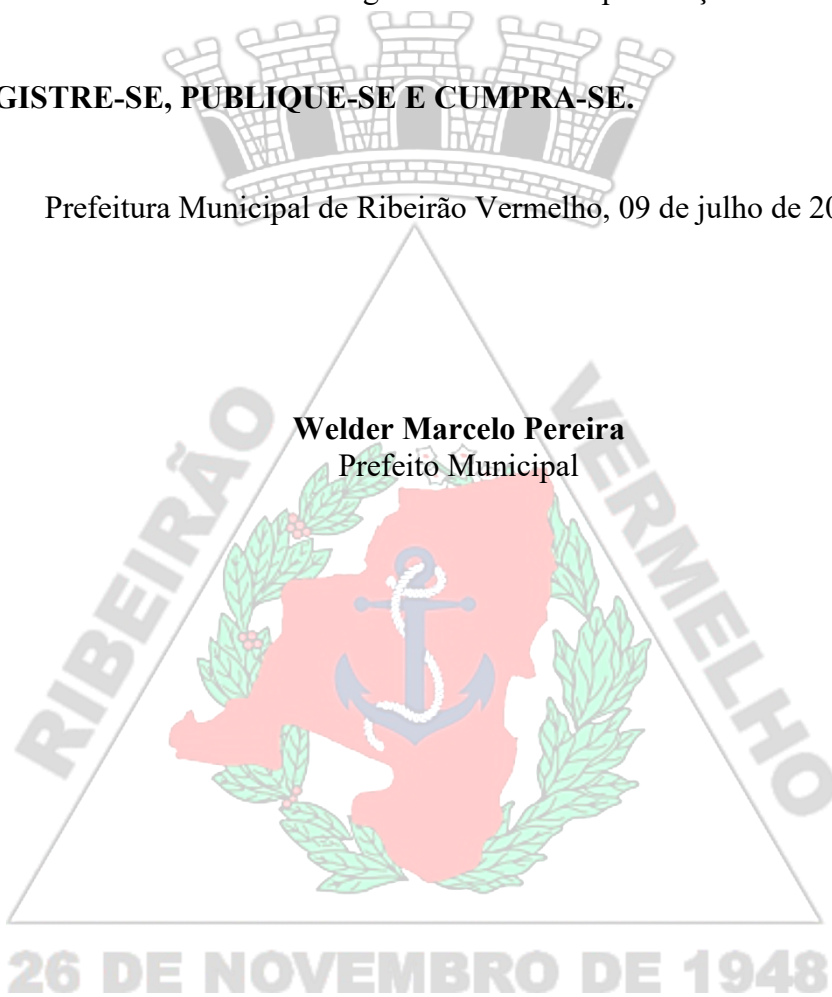 GISTRE-SE, PUBLIQUE-SE E CUMPRA-SE.
Prefeitura Municipal de Ribeirão Vermelho, 09 de julho de 20
Welder Marcelo Pereira
Prefeito Municipal
RIBEIRÃO
VERMELHO
26 DE NOVEMBRO DE 1948